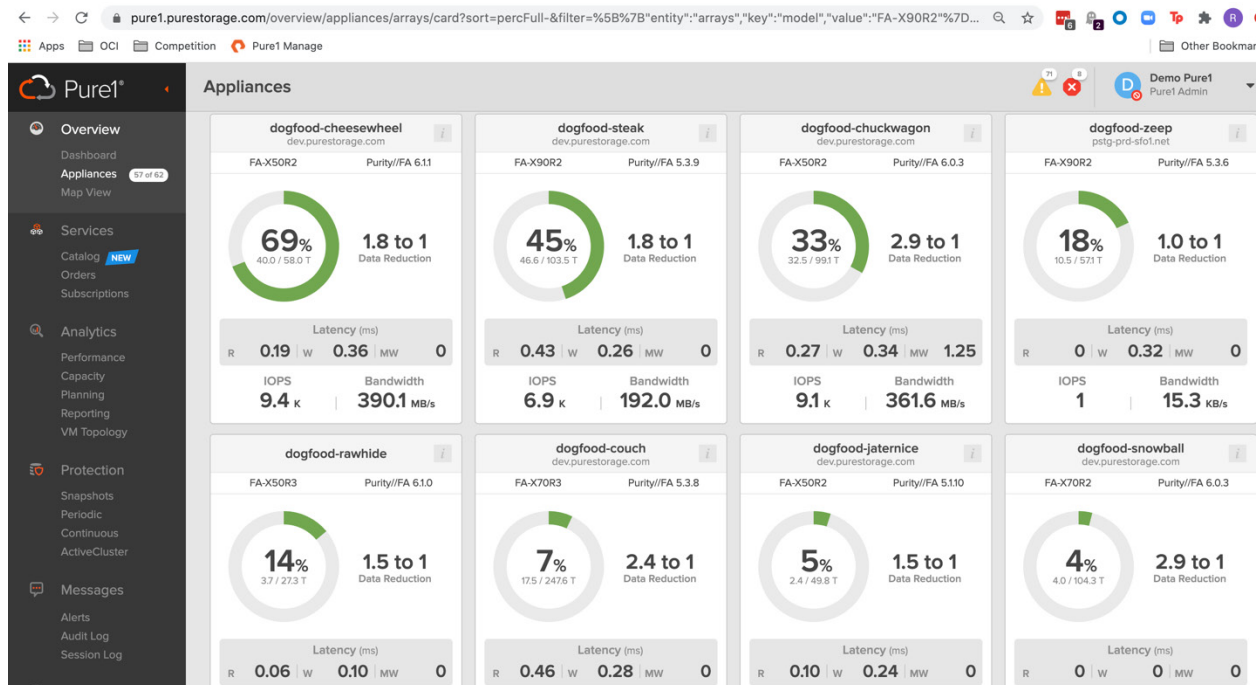 pure1.purestorage.com/overview/appliances/arrays/card?sort=percFull-&filter=%5B%7B"entity":"arrays","key":"model","value":"FA-X90R2"%7D...
6
2
R
Apps OCI Competition Pure1 Manage Other Bookmar
Pure1® Appliances 71 8 D Demo Pure1
Pure1 Admin
Overview
Dashboard
Appliances 57 of 62
Map View
Services
Catalog NEW
Orders
Subscriptions
Analytics
Performance
Capacity
Planning
Reporting
VM Topology
Protection
Snapshots
Periodic
Continuous
ActiveCluster
Messages
Alerts
Audit Log
Session Log
dogfood-cheesewheel i
dev.purestorage.com
FA-X50R2 Purity//FA 6.1.1
69% 1.8 to 1
40.0 / 58.0 T Data Reduction
Latency (ms)
R 0.19 W 0.36 MW 0
IOPS Bandwidth
9.4 K 390.1 MB/s
dogfood-steak i
dev.purestorage.com
FA-X90R2 Purity//FA 5.3.9
45% 1.8 to 1
46.6 / 103.5 T Data Reduction
Latency (ms)
R 0.43 W 0.26 MW 0
IOPS Bandwidth
6.9 K 192.0 MB/s
dogfood-chuckwagon i
dev.purestorage.com
FA-X50R2 Purity//FA 6.0.3
33% 2.9 to 1
32.5 / 99.1 T Data Reduction
Latency (ms)
R 0.27 W 0.34 MW 1.25
IOPS Bandwidth
9.1 K 361.6 MB/s
dogfood-zeep i
pstg-prd-sfo1.net
FA-X90R2 Purity//FA 5.3.6
18% 1.0 to 1
10.5 / 57.1 T Data Reduction
Latency (ms)
R 0 W 0.32 MW 0
IOPS Bandwidth
1 15.3 KB/s
dogfood-rawhide i
FA-X50R3 Purity//FA 6.1.0
14% 1.5 to 1
3.7 / 27.3 T Data Reduction
Latency (ms)
R 0.06 W 0.10 MW 0
dogfood-couch i
dev.purestorage.com
FA-X70R3 Purity//FA 5.3.8
7% 2.4 to 1
17.5 / 247.6 T Data Reduction
Latency (ms)
R 0.46 W 0.28 MW 0
dogfood-jaternice i
dev.purestorage.com
FA-X50R2 Purity//FA 5.1.10
5% 1.5 to 1
2.4 / 49.8 T Data Reduction
Latency (ms)
R 0.10 W 0.24 MW 0
dogfood-snowball i
dev.purestorage.com
FA-X70R2 Purity//FA 6.0.3
4% 2.9 to 1
4.0 / 104.3 T Data Reduction
Latency (ms)
R 0 W 0 MW 0